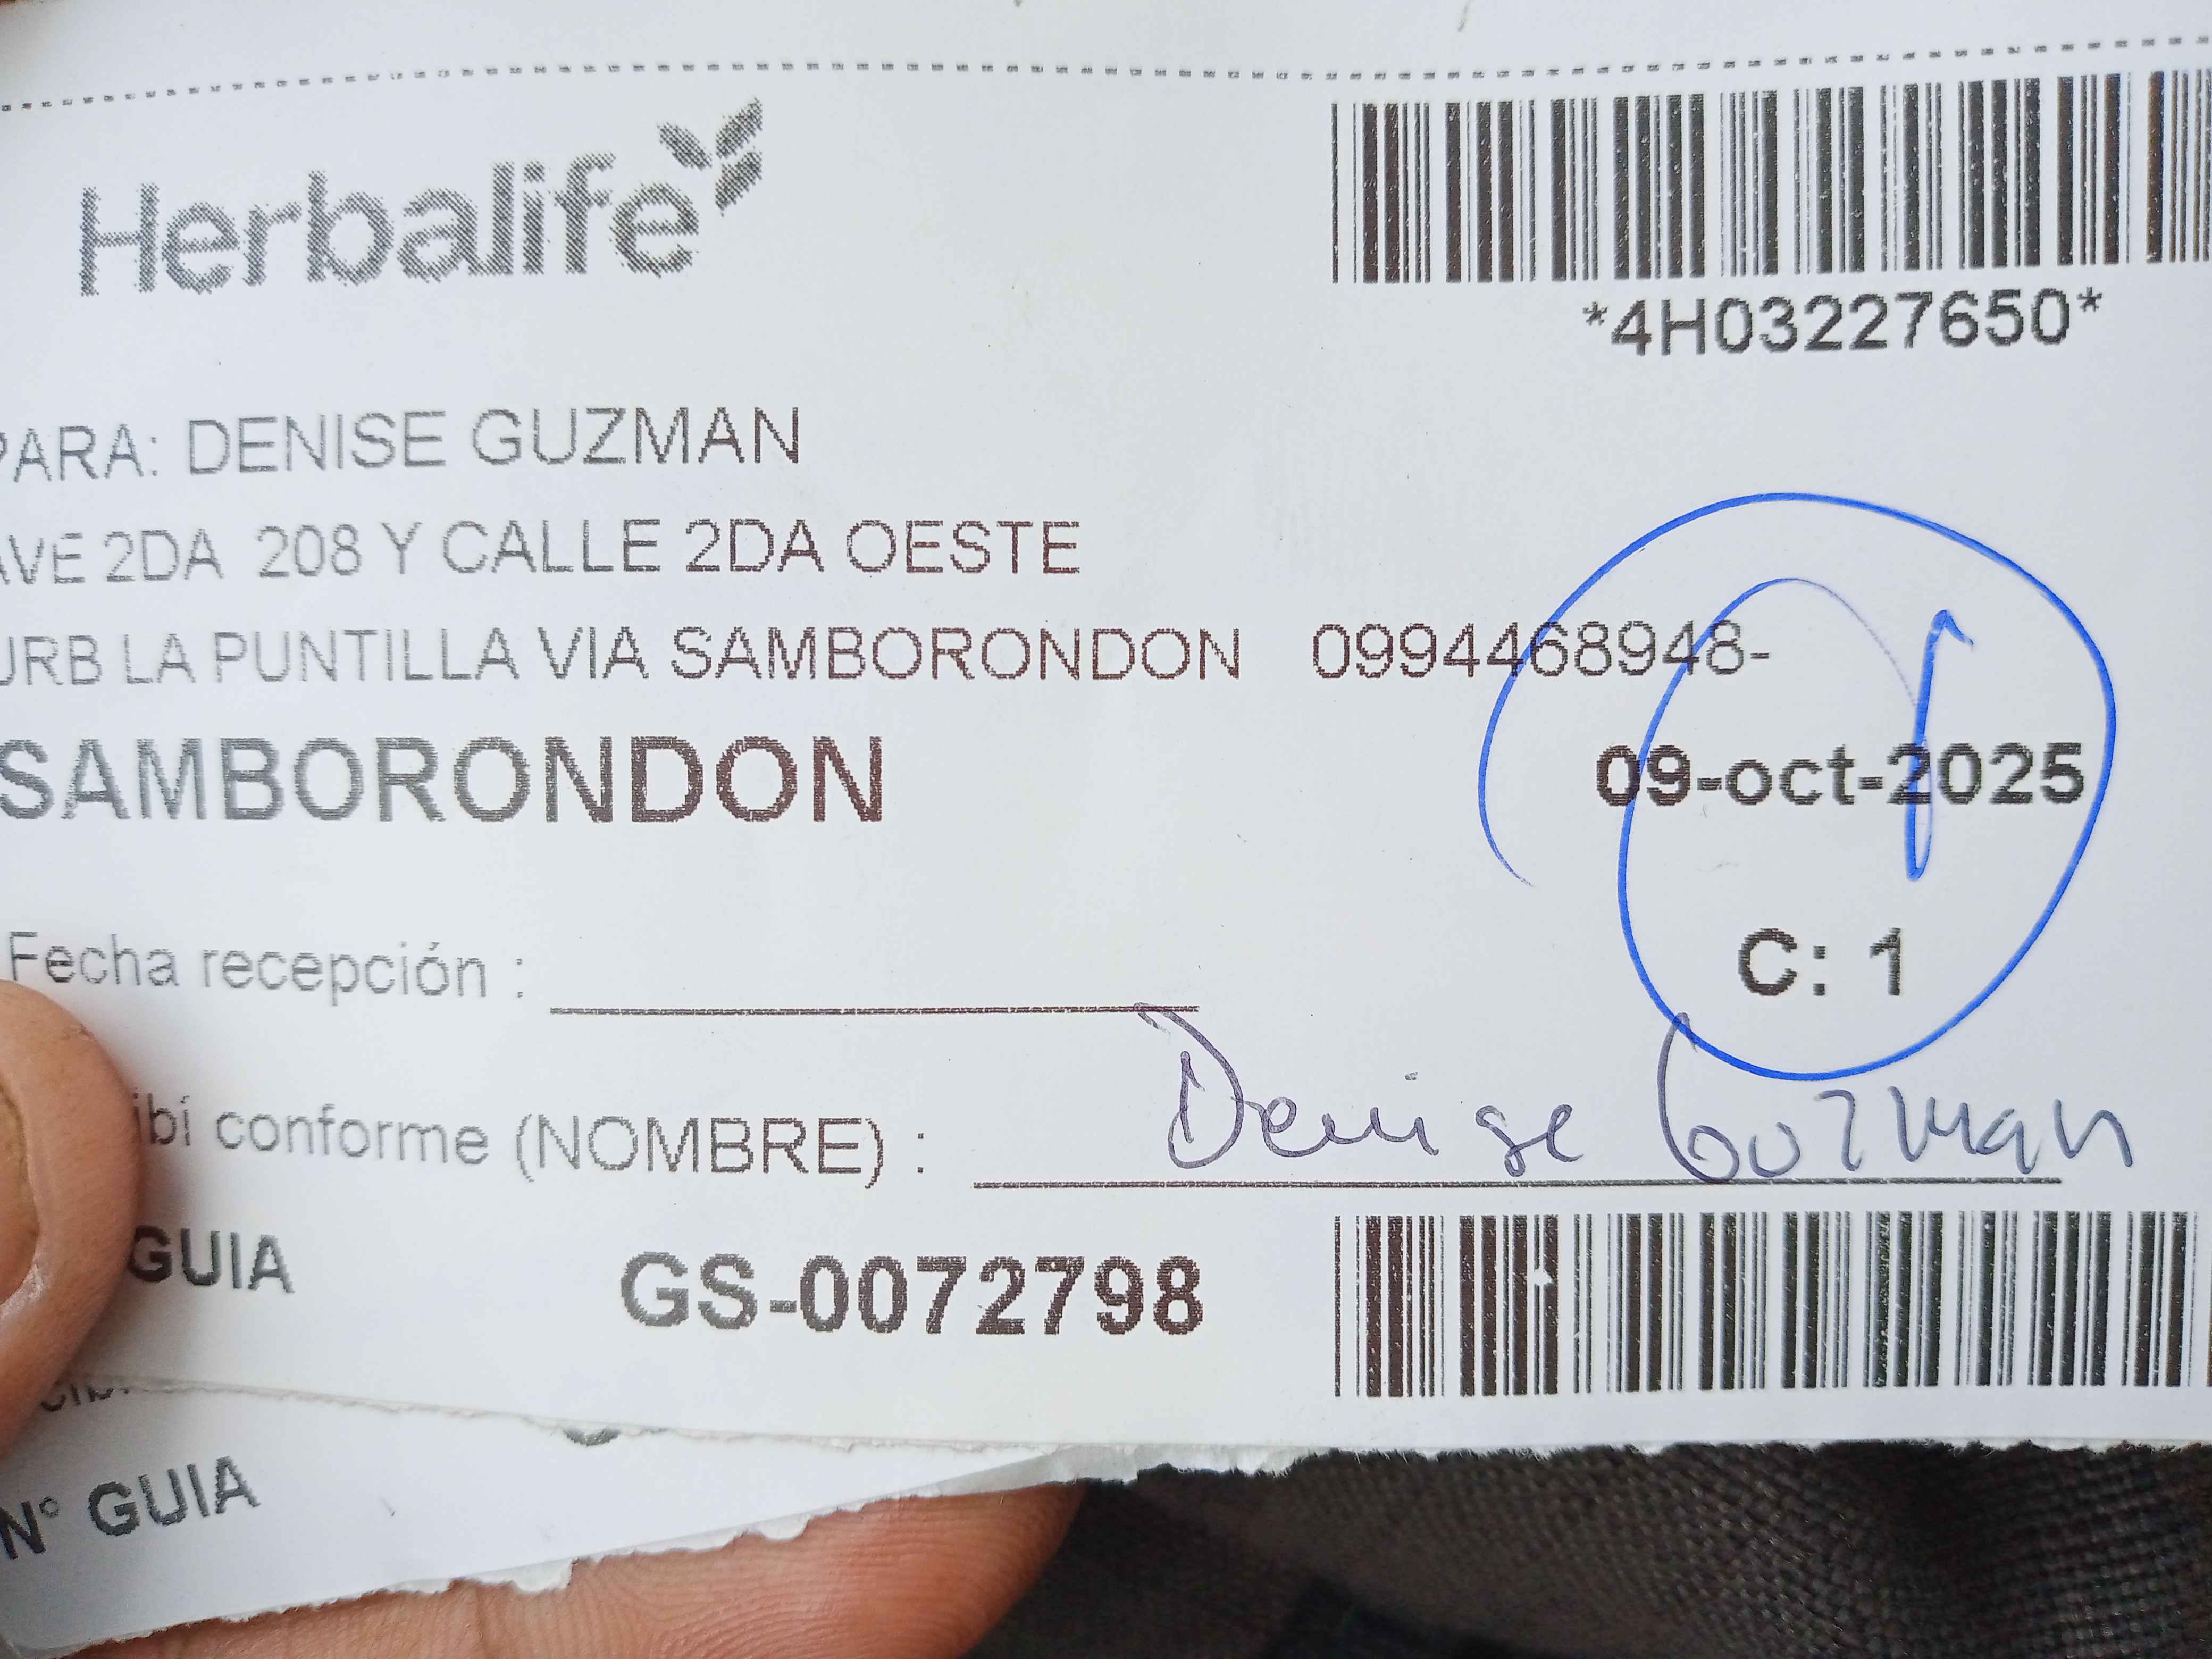 Herbalife
*4H03227650*
PARA: DENISE GUZMAN
AVE 2DA 208 Y CALLE 2DA OESTE
URB LA PUNTILLA VIA SAMBORONDON 0994468948-
SAMBORONDON 09-oct-2025
C: 1
Fecha recepción :
ibí conforme (NOMBRE) : Denise Guzman
GUIA GS-0072798
N° GUIA